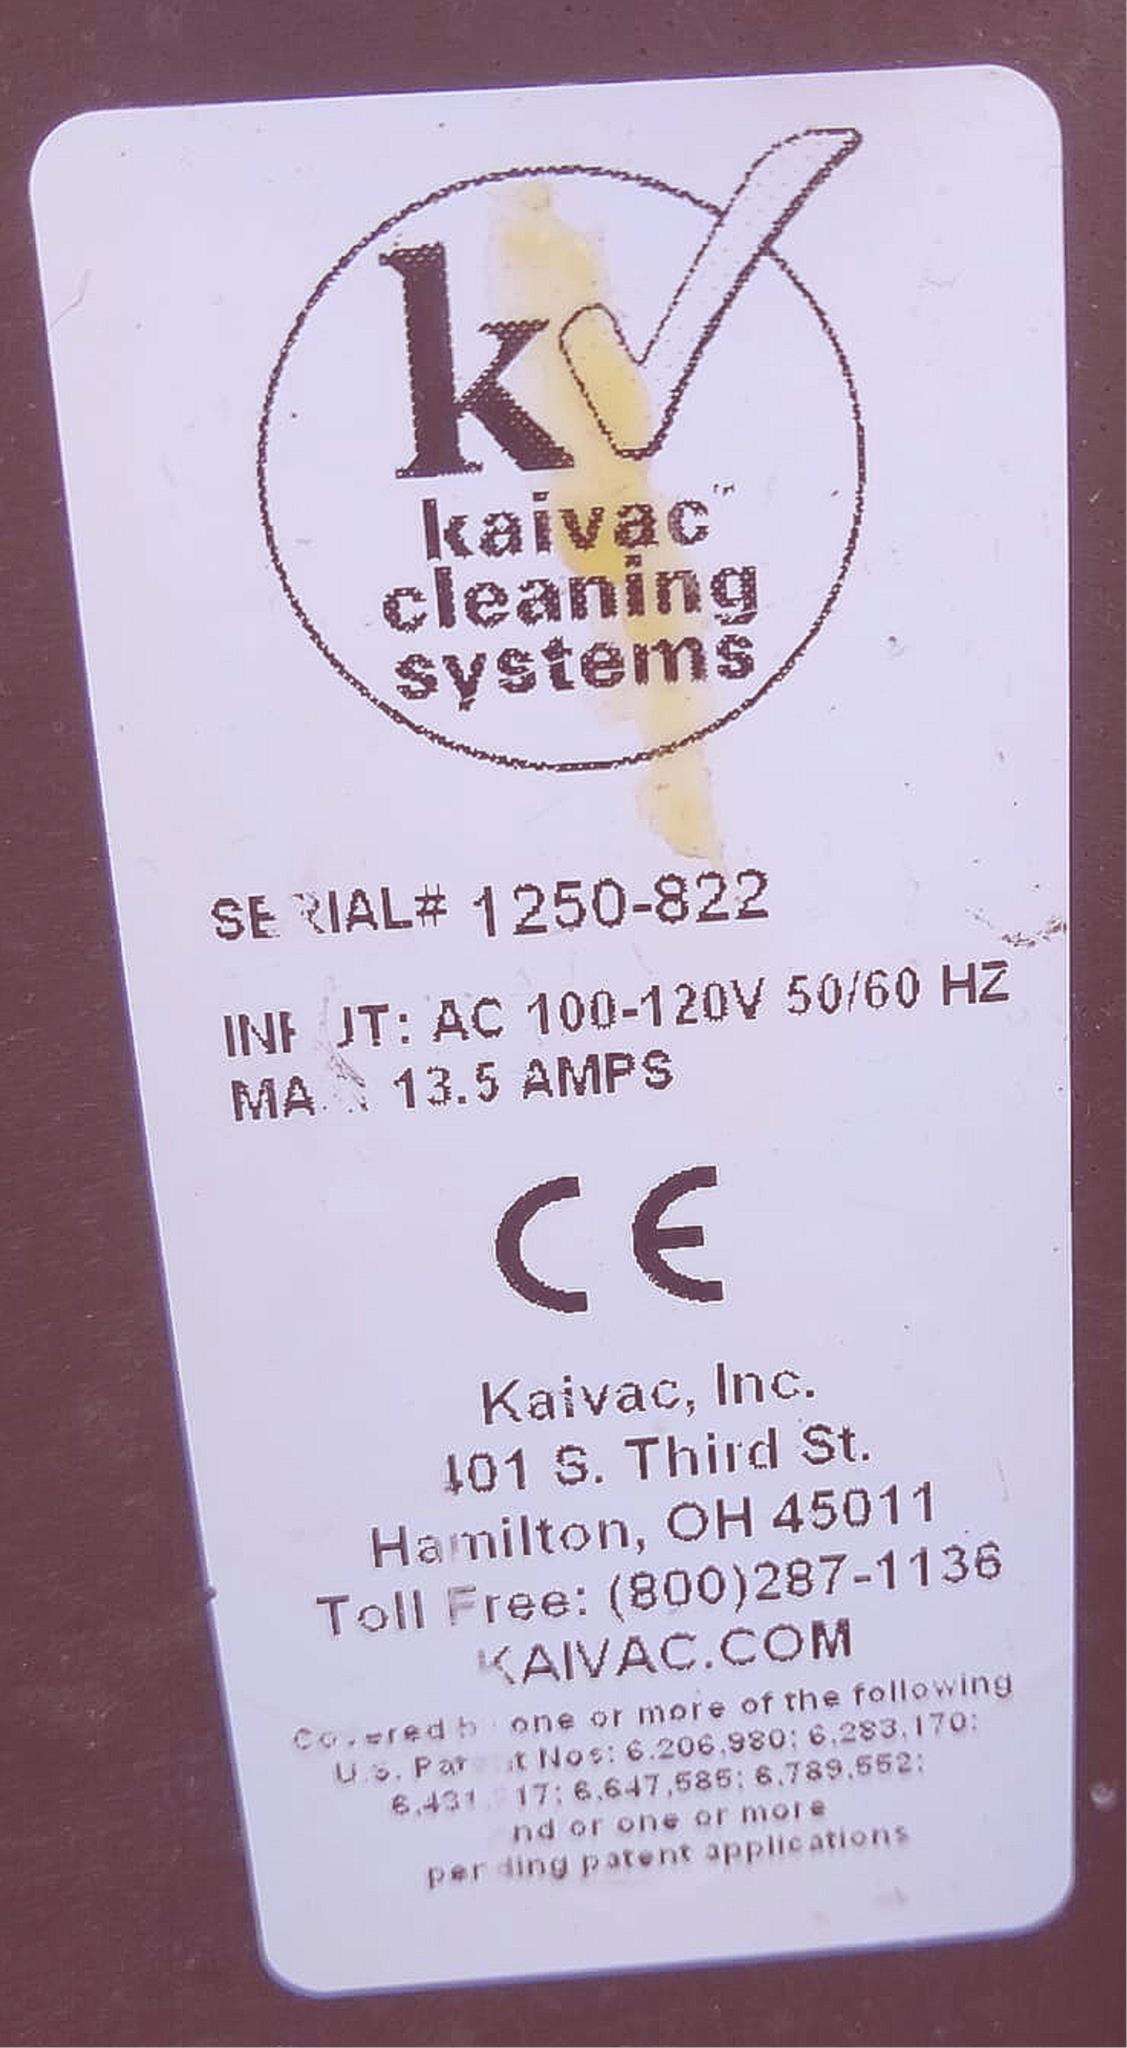 k
kaivac™
cleaning
systems
SERIAL# 1250-822
INPUT: AC 100-120V 50/60 HZ
MAX 13.5 AMPS
CE
Kaivac, Inc.
401 S. Third St.
Hamilton, OH 45011
Toll Free: (800)287-1136
KAIVAC.COM
Covered by one or more of the following
U.S. Patent Nos: 6,206,980; 6,283,170;
6,647,585; 6,789,552;
or one or more
pending patent applications